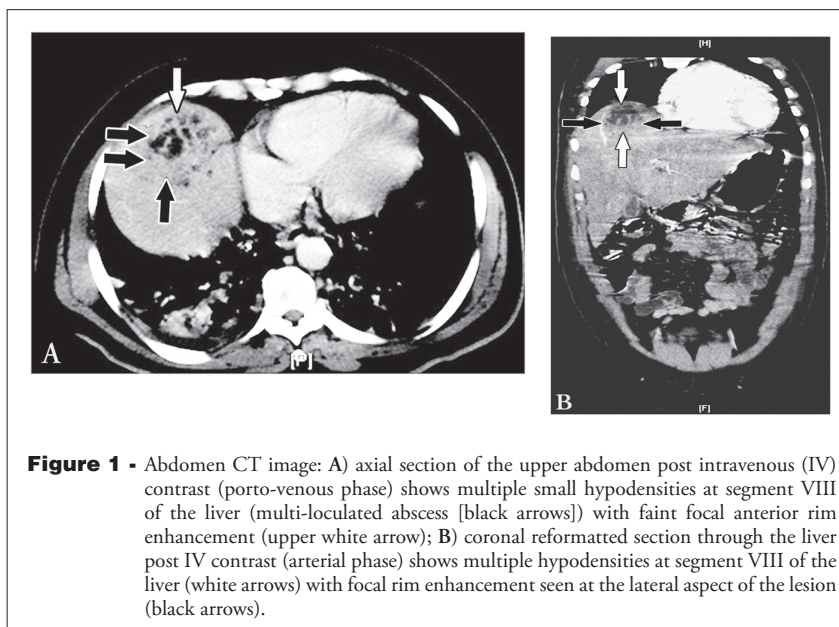 [H]
A
[P]
B
[F]
Figure 1 - Abdomen CT image: A) axial section of the upper abdomen post intravenous (IV)
contrast (porto-venous phase) shows multiple small hypodensities at segment VIII
of the liver (multi-loculated abscess [black arrows]) with faint focal anterior rim
enhancement (upper white arrow); B) coronal reformatted section through the liver
post IV contrast (arterial phase) shows multiple hypodensities at segment VIII of the
liver (white arrows) with focal rim enhancement seen at the lateral aspect of the lesion
(black arrows).